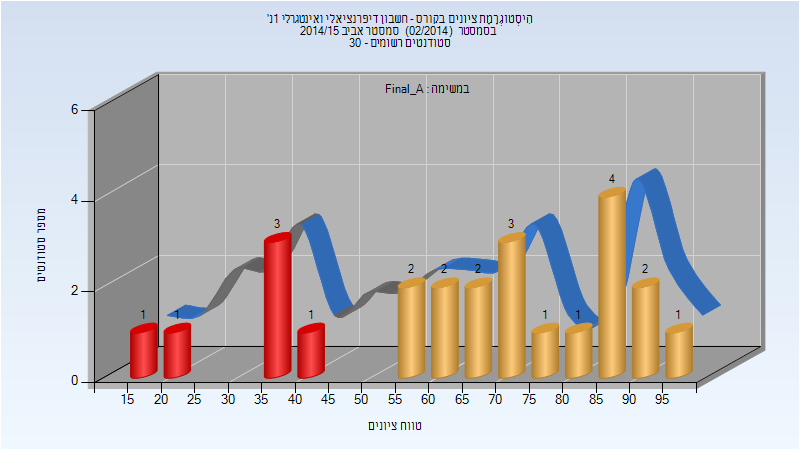 היסטוגרמת ציונים בקורס - חשבון דיפרנציאלי ואינטגרלי 1נ'
בסמסטר (02/2014) סמסטר אביב 2014/15
סטודנטים רשומים - 30
במשימה: Final_A
מספר סטודנטים
6
4
2
0
1
1
3
1
2
2
2
3
1
1
4
2
1
15 20 25 30 35 40 45 50 55 60 65 70 75 80 85 90 95
טווח ציונים